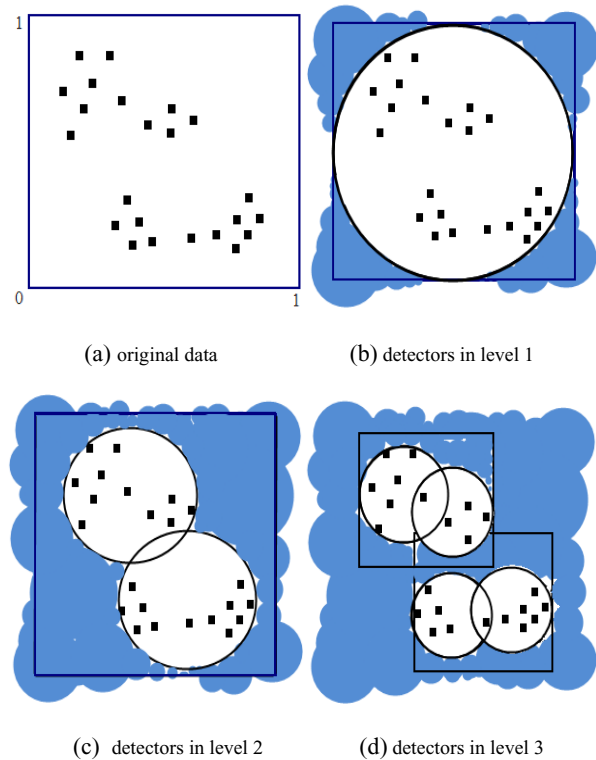 1
0
1
(a) original data
(b) detectors in level 1
(c) detectors in level 2
(d) detectors in level 3